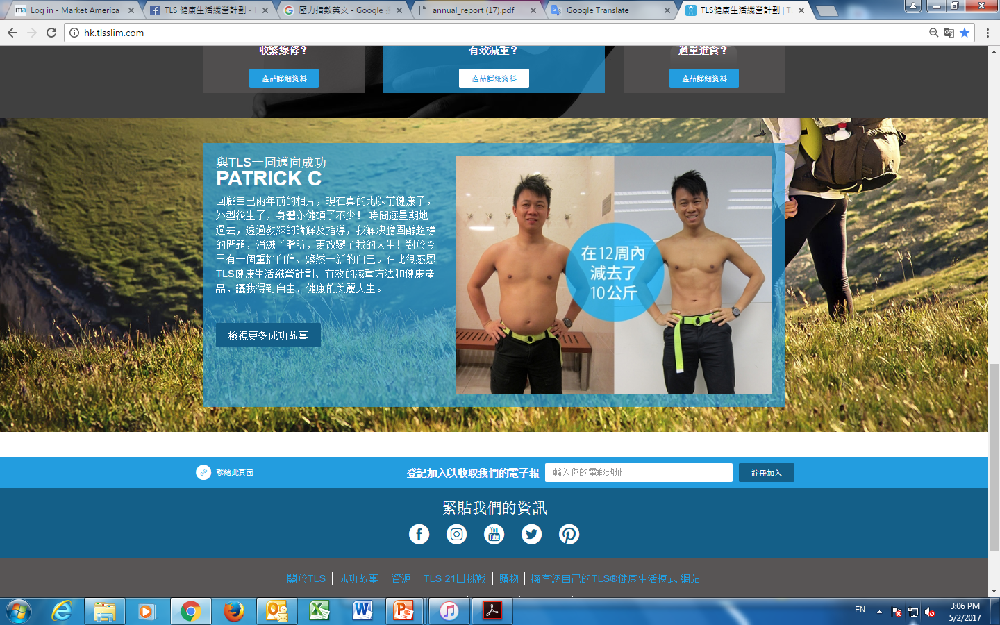 Log in - Market America
TLS 健康生活纖營計劃 -
壓力指數英文 - Google
annual_report (17).pdf
Google Translate
TLS健康生活纖營計劃 |
hk.tlsslim.com
收緊線條?
有效減重?
過量進食?
產品詳細資料
產品詳細資料
產品詳細資料
與TLS一同邁向成功
PATRICK C
回顧自己兩年前的相片，現在真的比以前健康了，
外型後生了，身體亦健碩了不少！ 時間逐星期地
過去，透過教練的講解及指導，我解決膽固醇超標
的問題，消滅了脂肪，更改變了我的人生！對於今
日有一個重拾自信、煥然一新的自己。在此很感恩
TLS健康生活纖營計劃、有效的減重方法和健康產
品，讓我得到自由、健康的美麗人生。
檢視更多成功故事
在12周內
減去了
10公斤
聯結此頁面
登記加入以收取我們的電子報
輸入你的電郵地址
註冊加入
緊貼我們的資訊
關於TLS
成功故事
資源
TLS 21日挑戰
購物
擁有您自己的TLS®健康生活模式 網站
EN
3:06 PM
5/2/2017